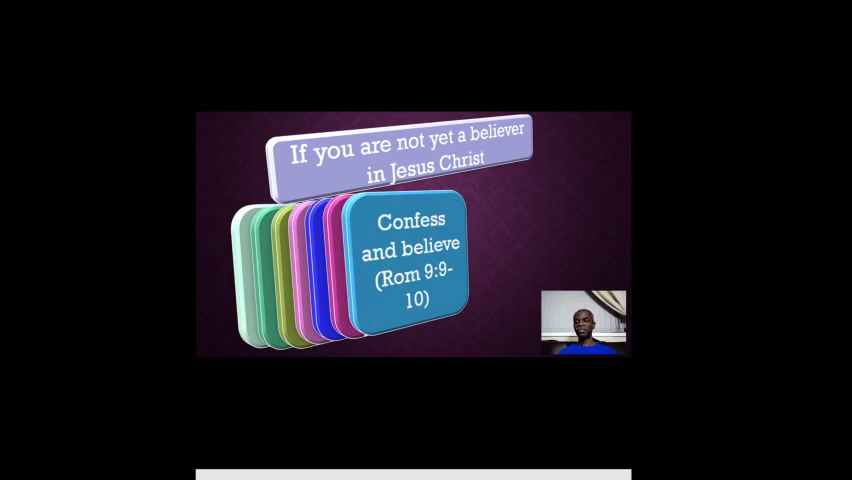 If you are not yet a believer
in Jesus Christ
Confess
and believe
(Rom 9:9-
10)